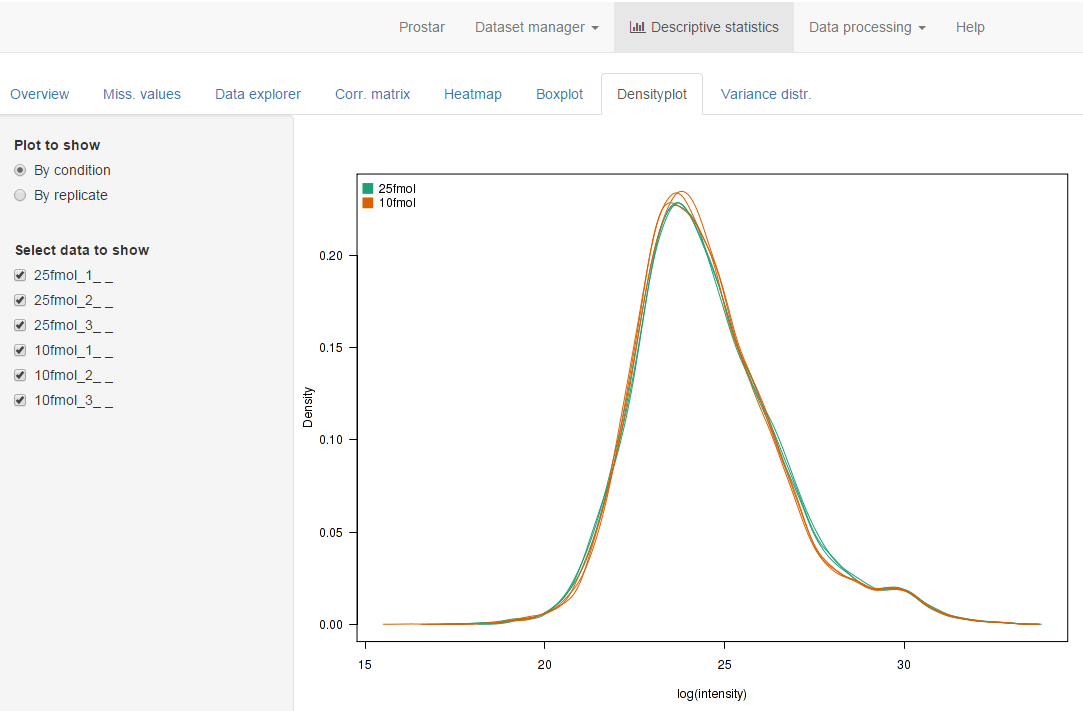 Prostar Dataset manager Descriptive statistics Data processing Help
Overview Miss. values Data explorer Corr. matrix Heatmap Boxplot Densityplot Variance distr.
Plot to show
By condition
By replicate
Select data to show
25fmol_1_ _
25fmol_2_ _
25fmol_3_ _
10fmol_1_ _
10fmol_2_ _
10fmol_3_ _
25fmol
10fmol
0.20
0.15
0.10
0.05
0.00
Density
15 20 25 30
log(intensity)